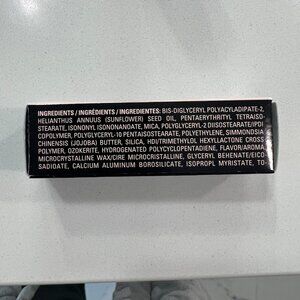 INGREDIENTS / INGRÉDIENTS / INGREDIENTES: BIS-DIGLYCERYL POLYACYLADIPATE-2,
HELIANTHUS ANNUUS (SUNFLOWER) SEED OIL, PENTAERYTHRITYL TETRAISO-
STEARATE, ISONONYL ISONONANOATE, MICA, POLYGLYCERYL-2 DIISOSTEARATE/IPDI
COPOLYMER, POLYGLYCERYL-10 PENTAISOSTEARATE, POLYETHYLENE, SIMMONDSIA
CHINENSIS (JOJOBA) BUTTER, SILICA, HDI/TRIMETHYLOL HEXYLLACTONE CROSS
POLYMER, OZOKERITE, HYDROGENATED POLYCYCLOPENTADIENE, FLAVOR/AROMA
MICROCRYSTALLINE WAX/CIRE MICROCRISTALLINE, GLYCERYL BEHENATE/EICO
SADIOATE, CALCIUM ALUMINUM BOROSILICATE, ISOPROPYL MYRISTATE, TO